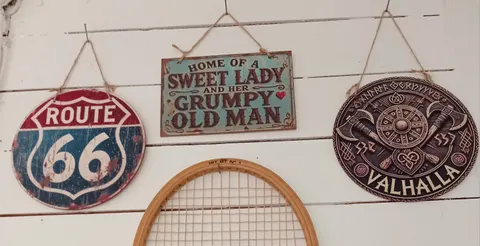 ROUTE
66
HOME OF A
SWEET LADY
AND HER
GRUMPY
OLD MAN
VALHALLA